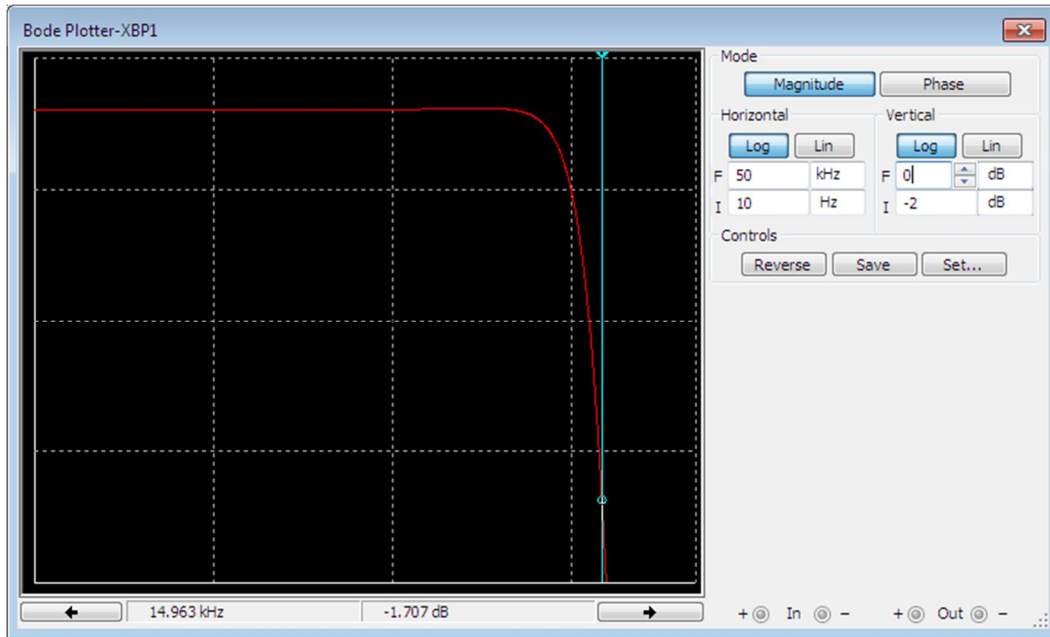 Bode Plotter-XBP1
Mode
Magnitude Phase
Horizontal Vertical
Log Lin Log Lin
F 50 kHz F 0 dB
I 10 Hz I -2 dB
Controls
Reverse Save Set...
14.963 kHz -1.707 dB + In - + Out -